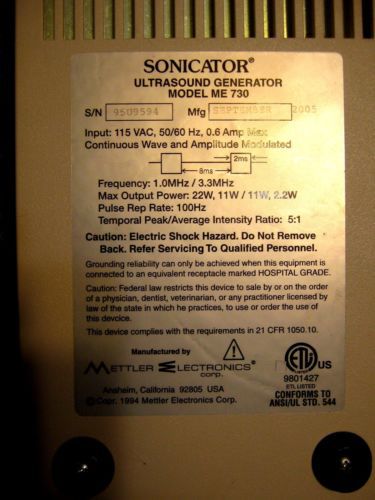 SONICATOR®
ULTRASOUND GENERATOR
MODEL ME 730
S/N 95U9594 Mfg SEPTEMBER 2005
Input: 115 VAC, 50/60 Hz, 0.6 Amp Max
Continuous Wave and Amplitude Modulated
2ms
8ms
Frequency: 1.0MHz / 3.3MHz
Max Output Power: 22W, 11W / 11W, 2.2W
Pulse Rep Rate: 100Hz
Temporal Peak/Average Intensity Ratio: 5:1
Caution: Electric Shock Hazard. Do Not Remove
Back. Refer Servicing To Qualified Personnel.
Grounding reliability can only be achieved when this equipment is
connected to an equivalent receptacle marked HOSPITAL GRADE.
Caution: Federal law restricts this device to sale by or on the order
of a physician, dentist, veterinarian, or any practitioner licensed by
law of the state in which he practices, to use or order the use of
this device.
This device complies with the requirements in 21 CFR 1050.10.
Manufactured by
METTLER ELECTRONICS®
corp.
Anaheim, California 92805 USA
© Copr. 1994 Mettler Electronics Corp.
ETL US
9801427
ETL LISTED
CONFORMS TO
ANSI/UL STD. 544